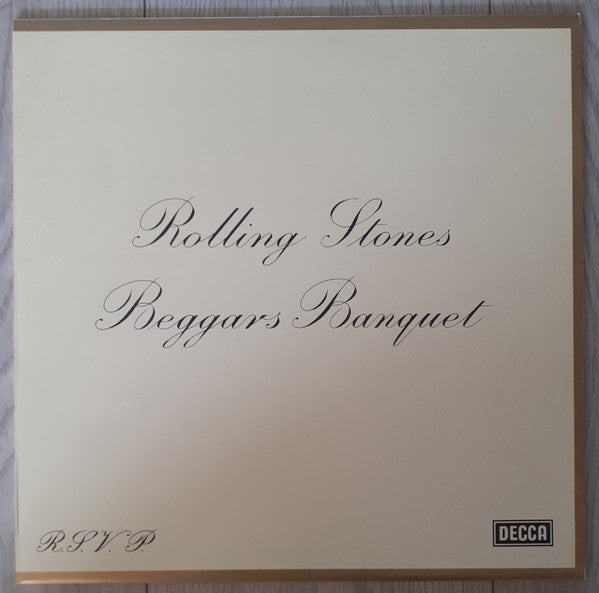 Rolling Stones
Beggars Banquet
R.S.V.P.
DECCA